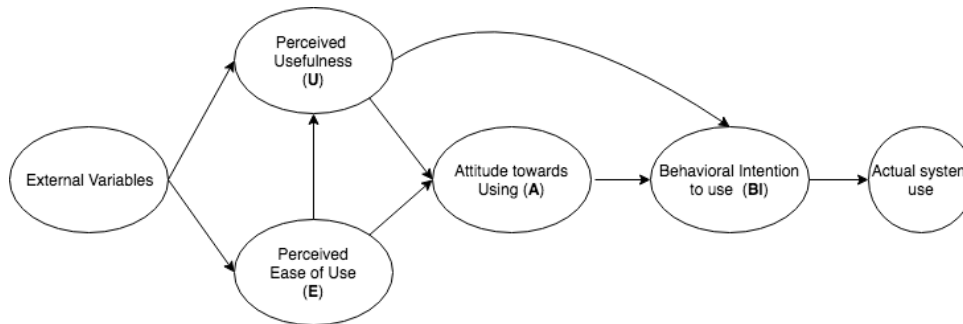 Perceived
Usefulness
(U)
External Variables
Perceived
Ease of Use
(E)
Attitude towards
Using (A)
Behavioral Intention
to use (BI)
Actual system
use